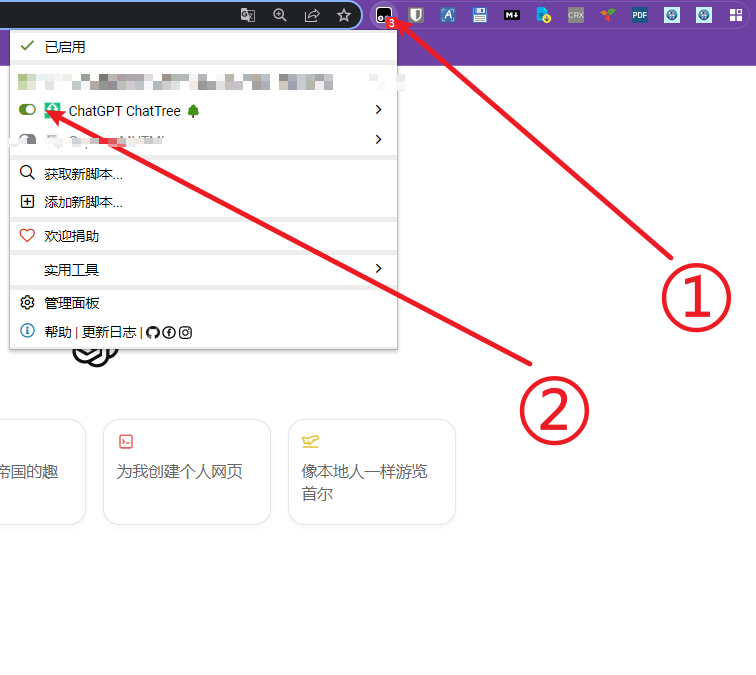 3
A
M↓
CRX
PDF
已启用
ChatGPT ChatTree
获取新脚本...
添加新脚本...
欢迎捐助
实用工具
管理面板
帮助 | 更新日志 |
①
②
帝国的趣
为我创建个人网页
像本地人一样游览
首尔